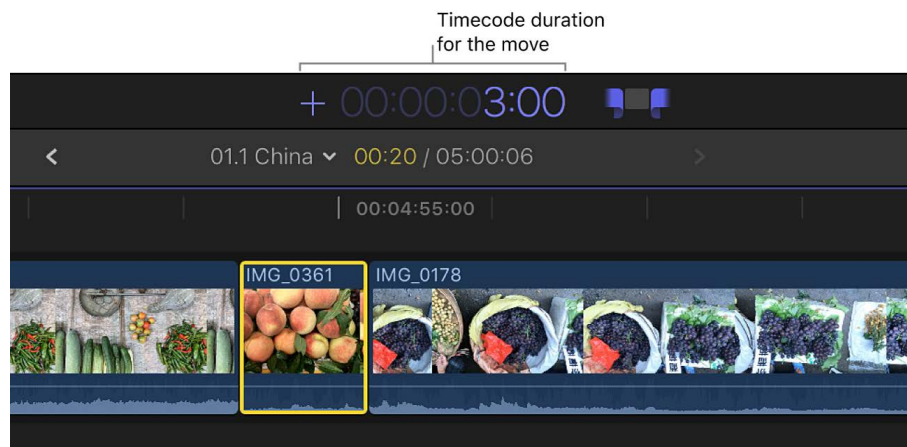 Timecode duration
for the move
+ 00:00:03:00
01.1 China 00:20 / 05:00:06
00:04:55:00
IMG_0361
IMG_0178